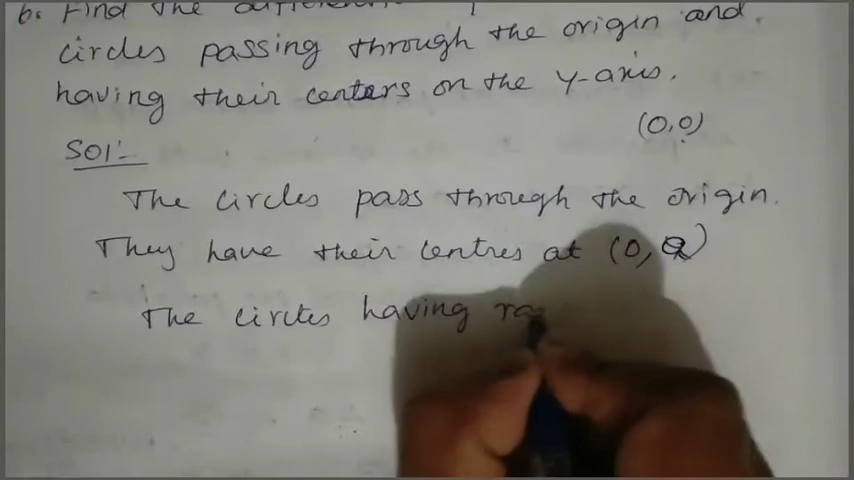 6. Find the
circles passing through the origin and
having their centers on the y-axis.
(0,0)
Sol:-
The circles pass through the origin.
They have their centres at (0, a)
The circles having ra